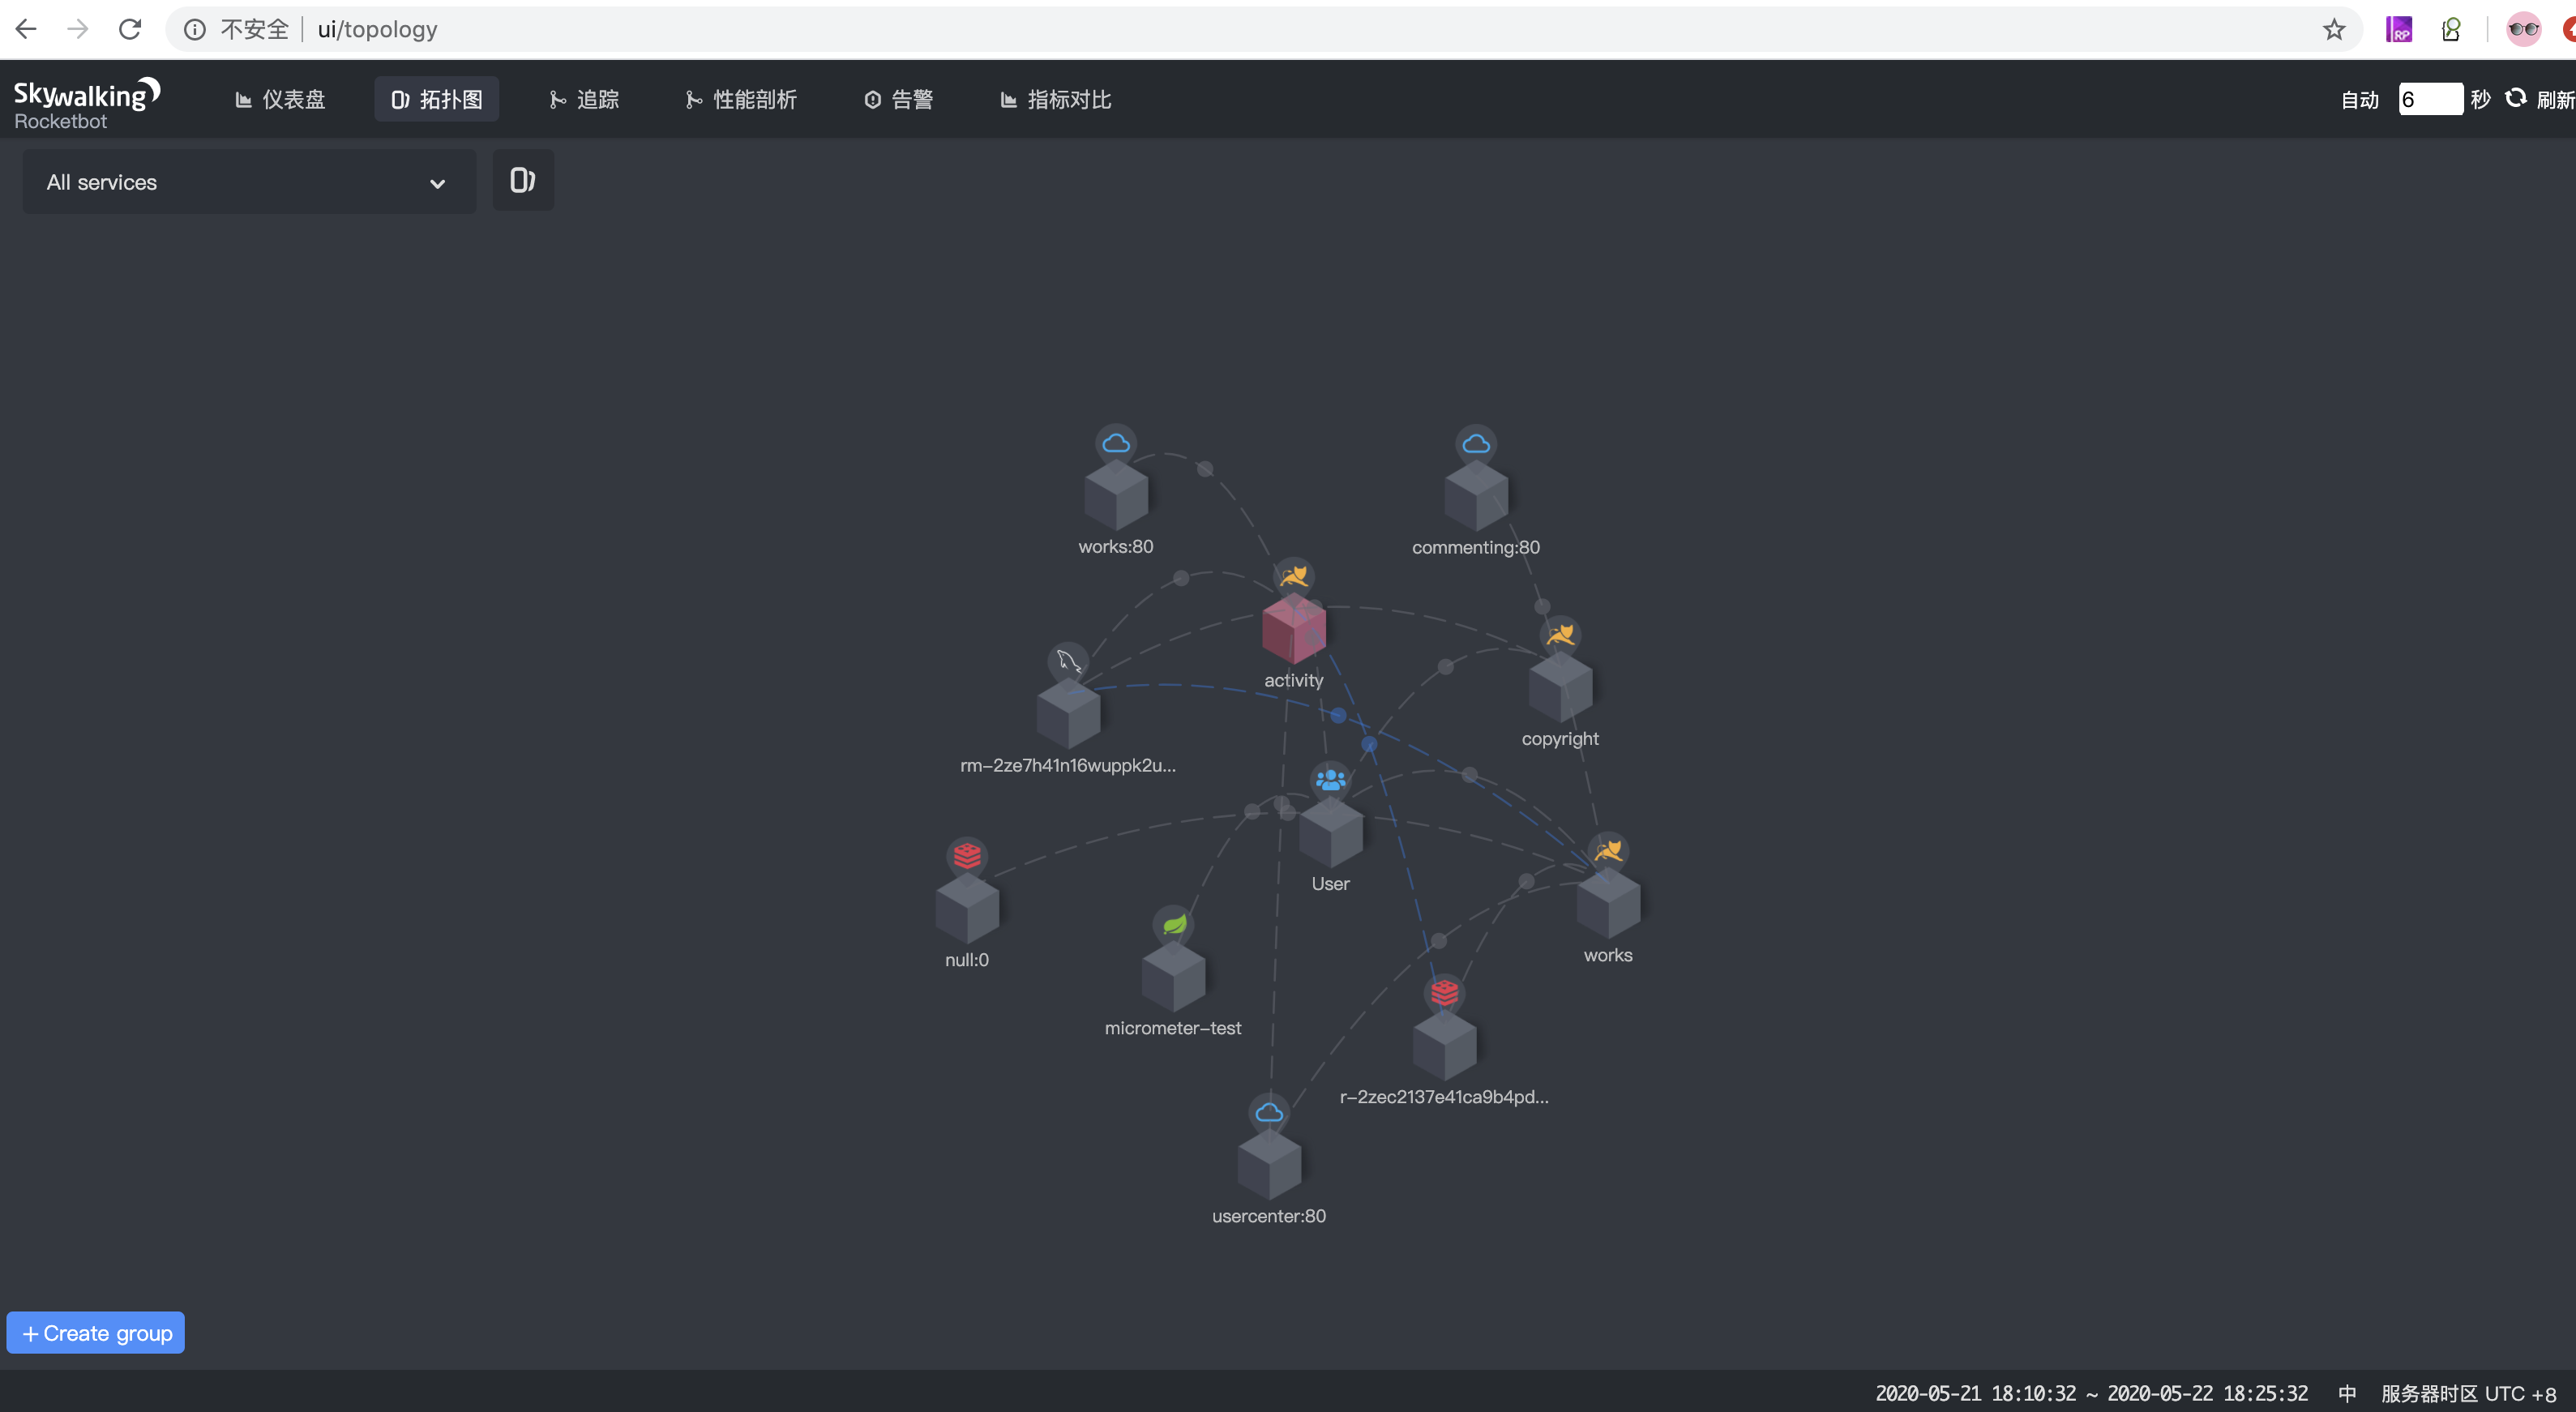 不安全 ui/topology
Skywalking
Rocketbot
仪表盘 拓扑图 追踪 性能剖析 告警 指标对比 自动 6 秒 刷新
All services
works:80
commenting:80
activity
copyright
rm-2ze7h41n16wuppk2u...
User
null:0
works
micrometer-test
r-2zec2137e41ca9b4pd...
usercenter:80
+ Create group
2020-05-21 18:10:32 ~ 2020-05-22 18:25:32 中 服务器时区 UTC +8